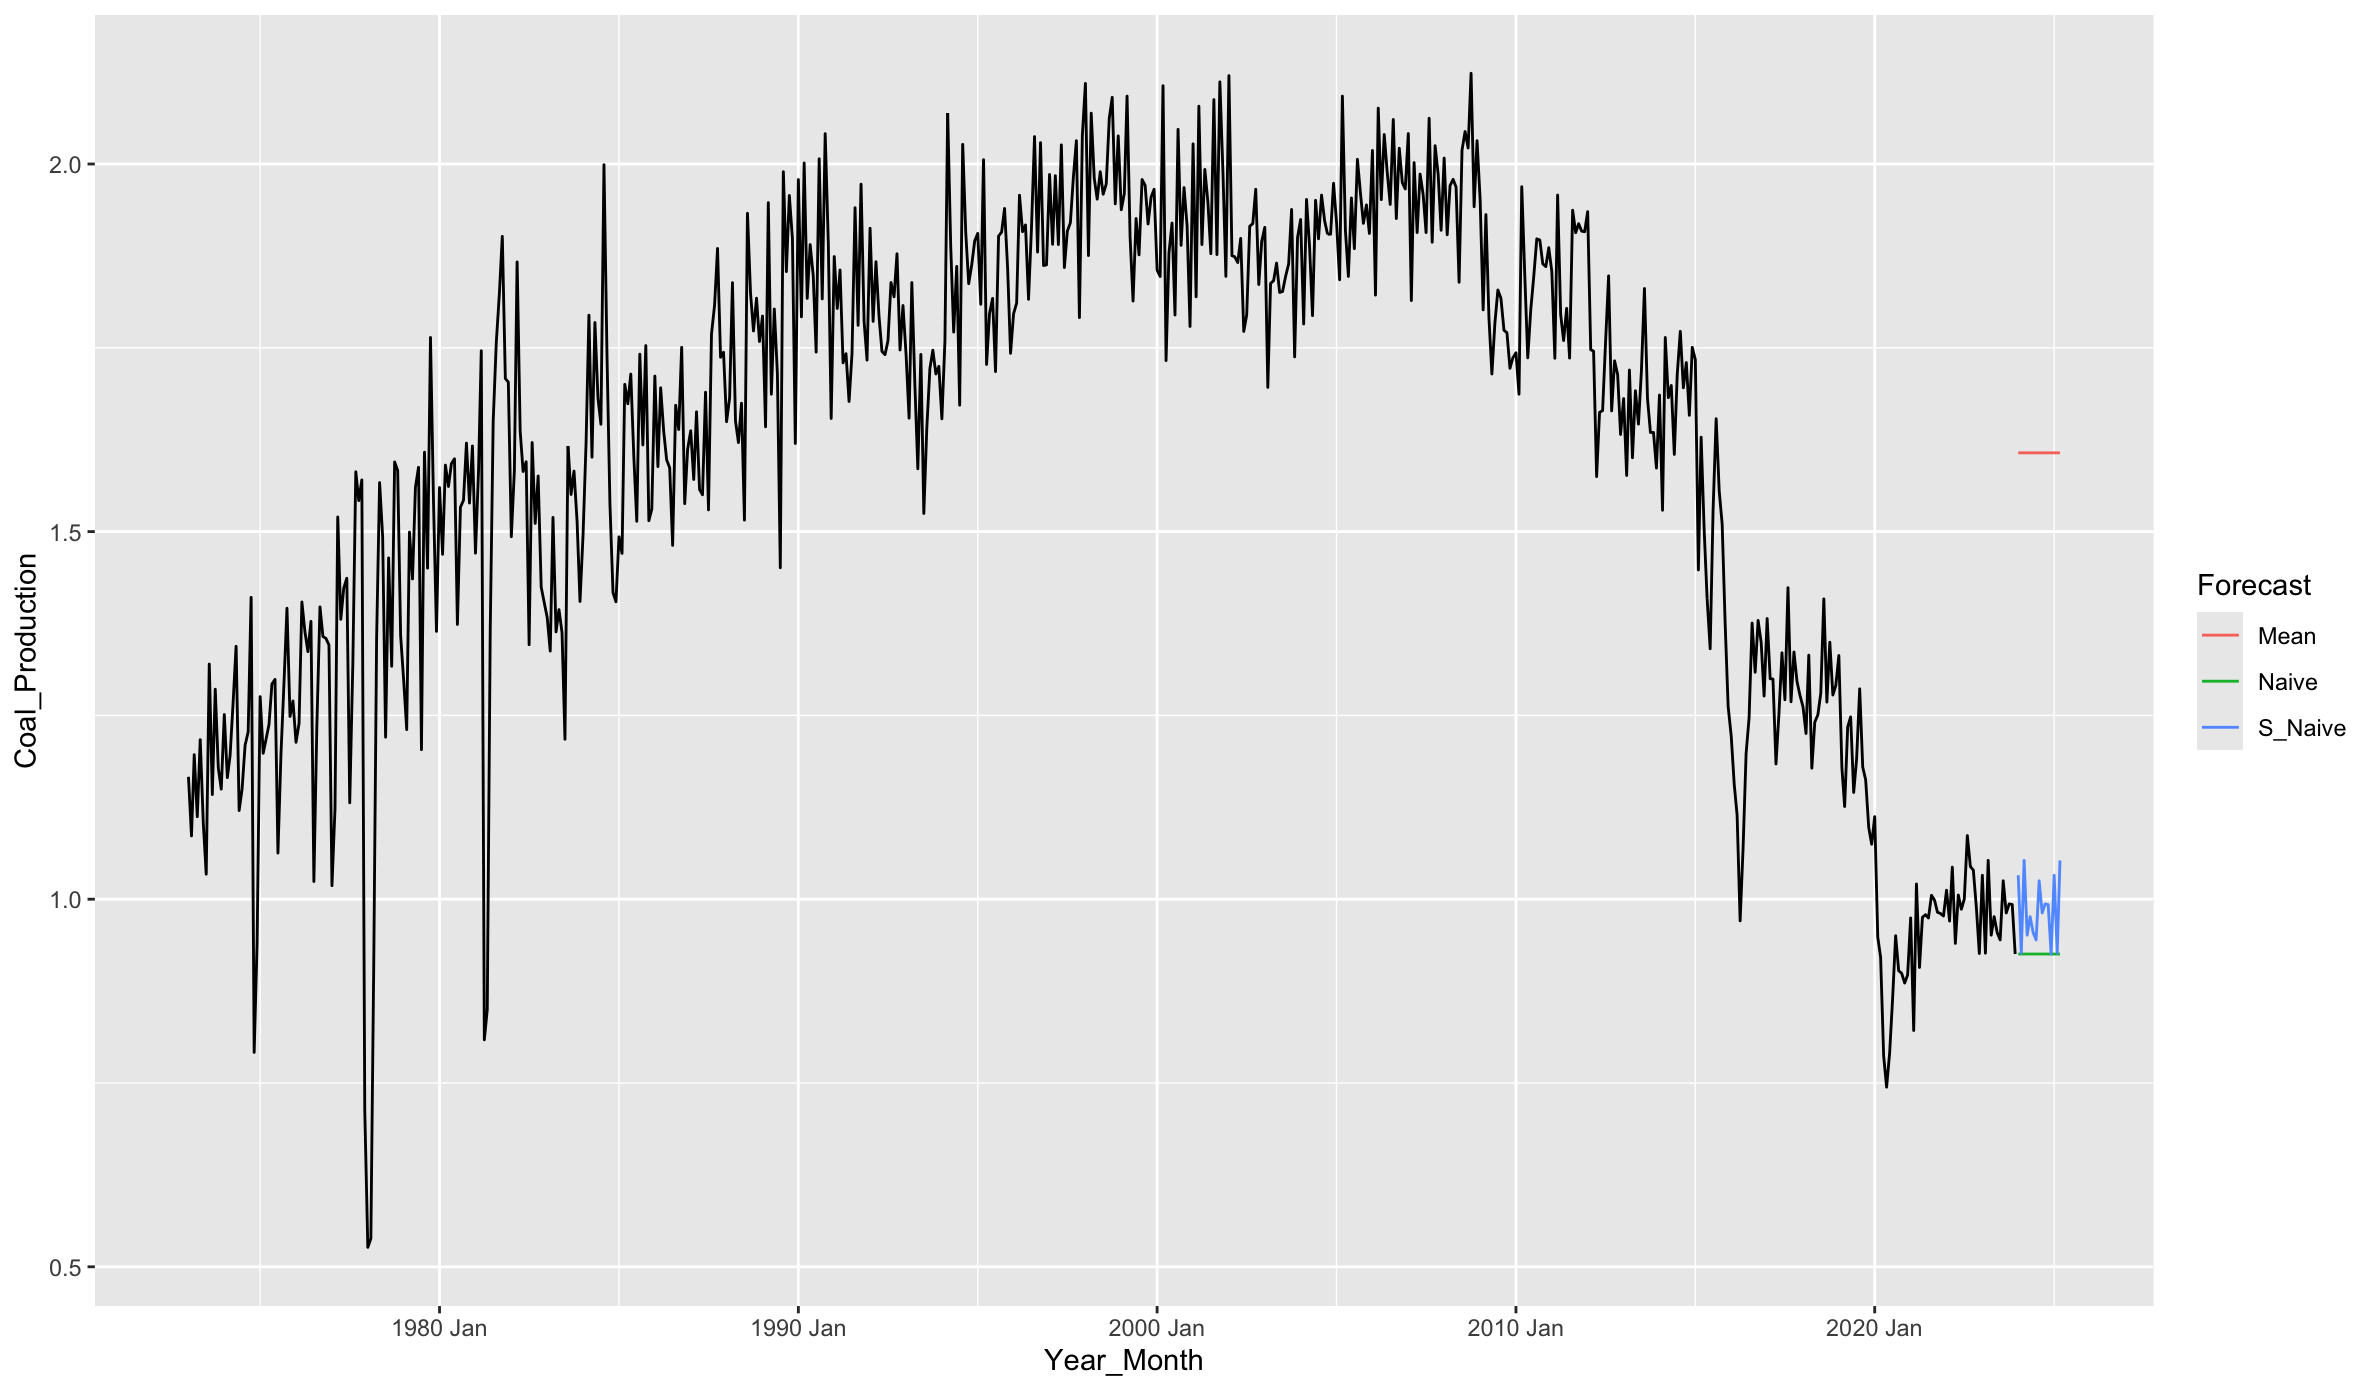 Coal_Production
2.0
1.5
1.0
0.5
1980 Jan
1990 Jan
2000 Jan
2010 Jan
2020 Jan
Year_Month
Forecast
Mean
Naive
S_Naive